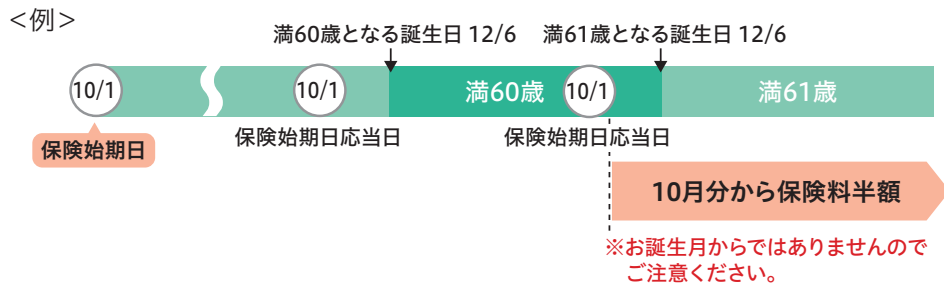 <例>
満60歳となる誕生日 12/6 満61歳となる誕生日 12/6
10/1 10/1 満60歳 10/1 満61歳
保険始期日 保険始期日応当日 保険始期日応当日
10月分から保険料半額
※お誕生月からではありませんので
ご注意ください。